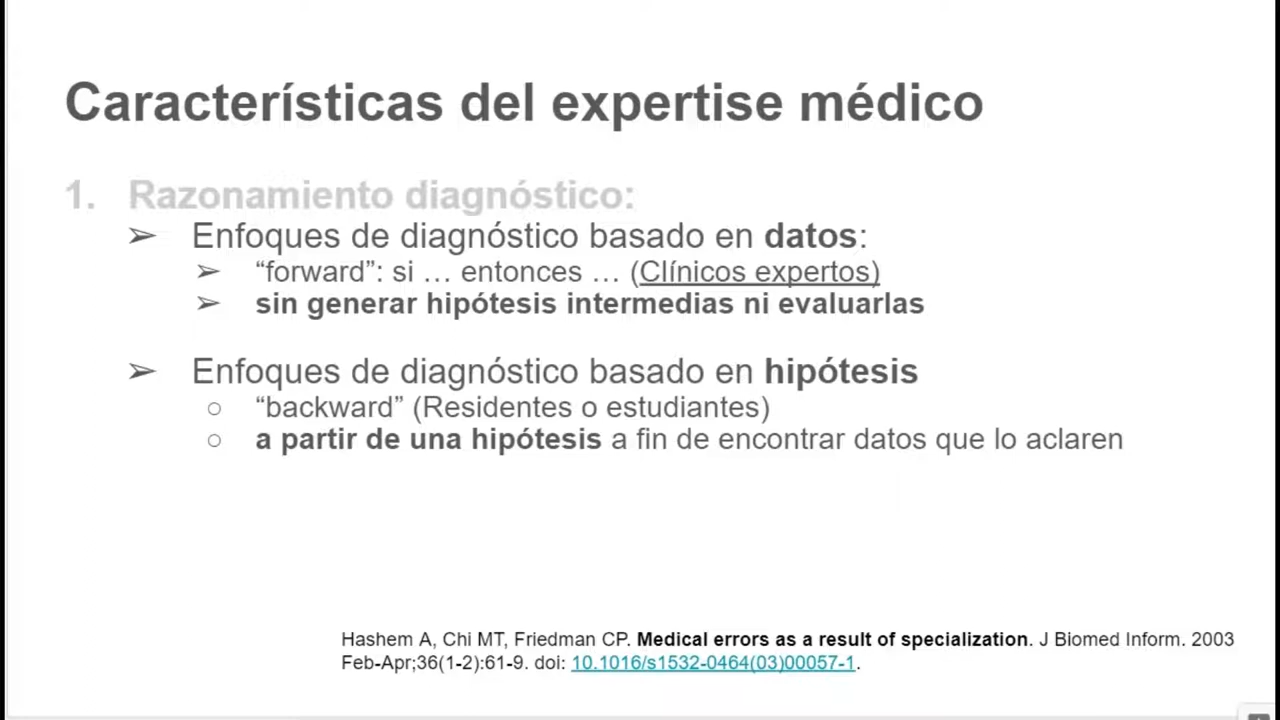 Características del expertise médico
1. Razonamiento diagnóstico:
➢ Enfoques de diagnóstico basado en datos:
➢ “forward”: si … entonces … (Clínicos expertos)
➢ sin generar hipótesis intermedias ni evaluarlas
➢ Enfoques de diagnóstico basado en hipótesis
○ “backward” (Residentes o estudiantes)
○ a partir de una hipótesis a fin de encontrar datos que lo aclaren
Hashem A, Chi MT, Friedman CP. Medical errors as a result of specialization. J Biomed Inform. 2003
Feb-Apr;36(1-2):61-9. doi: 10.1016/s1532-0464(03)00057-1.